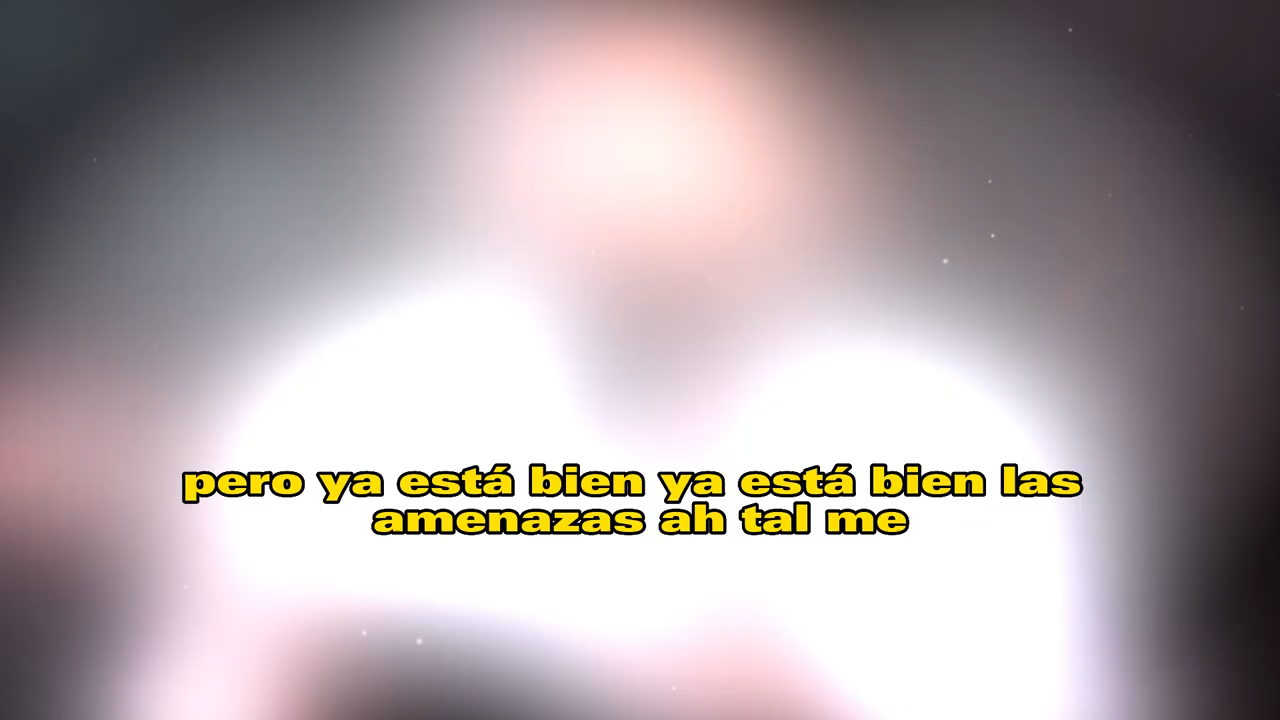 pero ya está bien ya está bien las
amenazas ah tal me